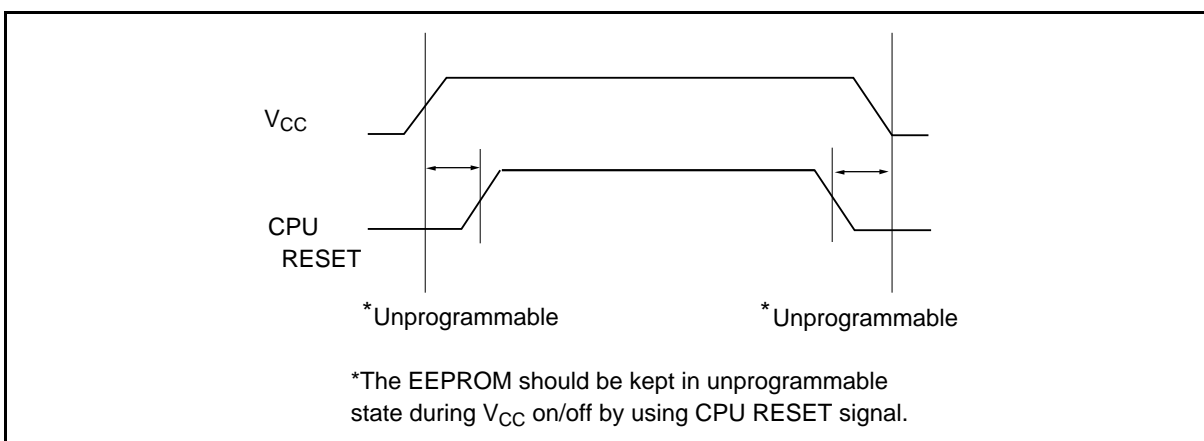 VCC
CPU
RESET
*Unprogrammable
*Unprogrammable
*The EEPROM should be kept in unprogrammable
state during VCC on/off by using CPU RESET signal.